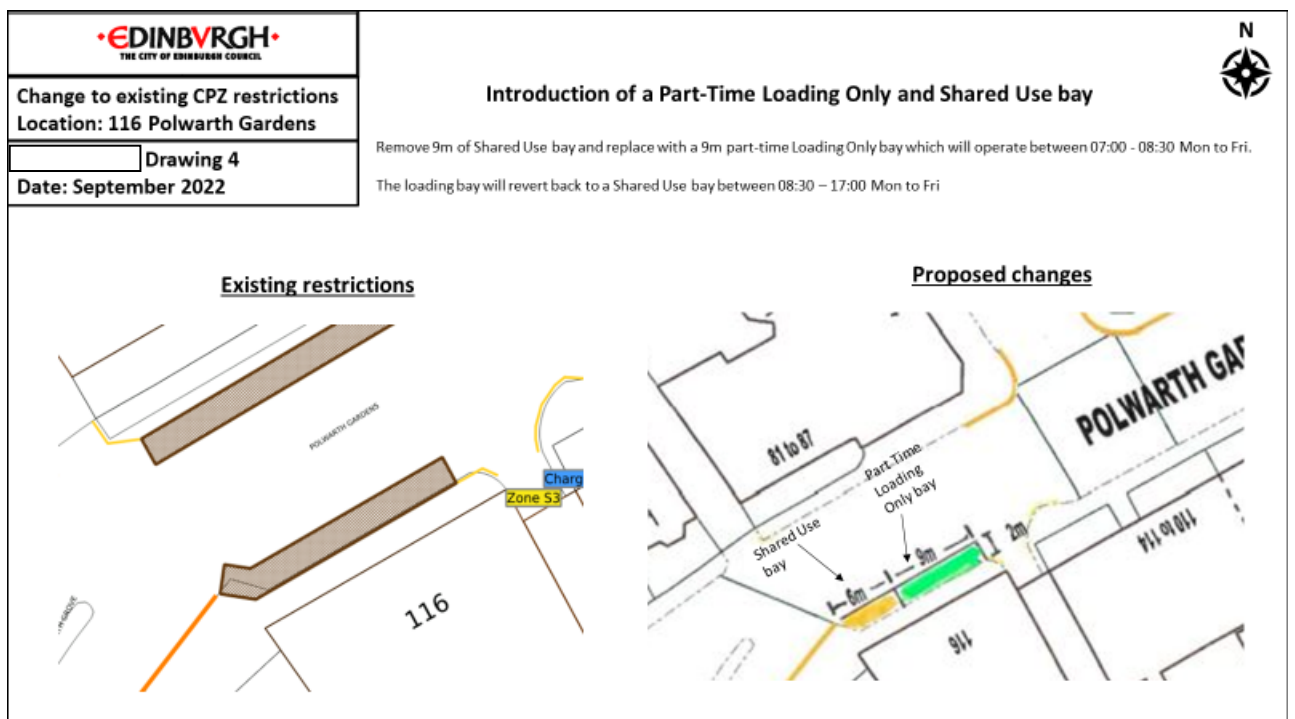 EDINBVRGH
THE CITY OF EDINBURGH COUNCIL
Change to existing CPZ restrictions
Location: 116 Polwarth Gardens
Drawing 4
Date: September 2022
N
Introduction of a Part-Time Loading Only and Shared Use bay
Remove 9m of Shared Use bay and replace with a 9m part-time Loading Only bay which will operate between 07:00 - 08:30 Mon to Fri.
The loading bay will revert back to a Shared Use bay between 08:30 – 17:00 Mon to Fri
Existing restrictions
POLWARTH GARDENS
Charg
Zone S3
116
H GROVE
Proposed changes
POLWARTH GAR
81 to 87
Part-Time
Loading
Only bay
Shared Use
bay
6m
9m
2m
110 to 114
116